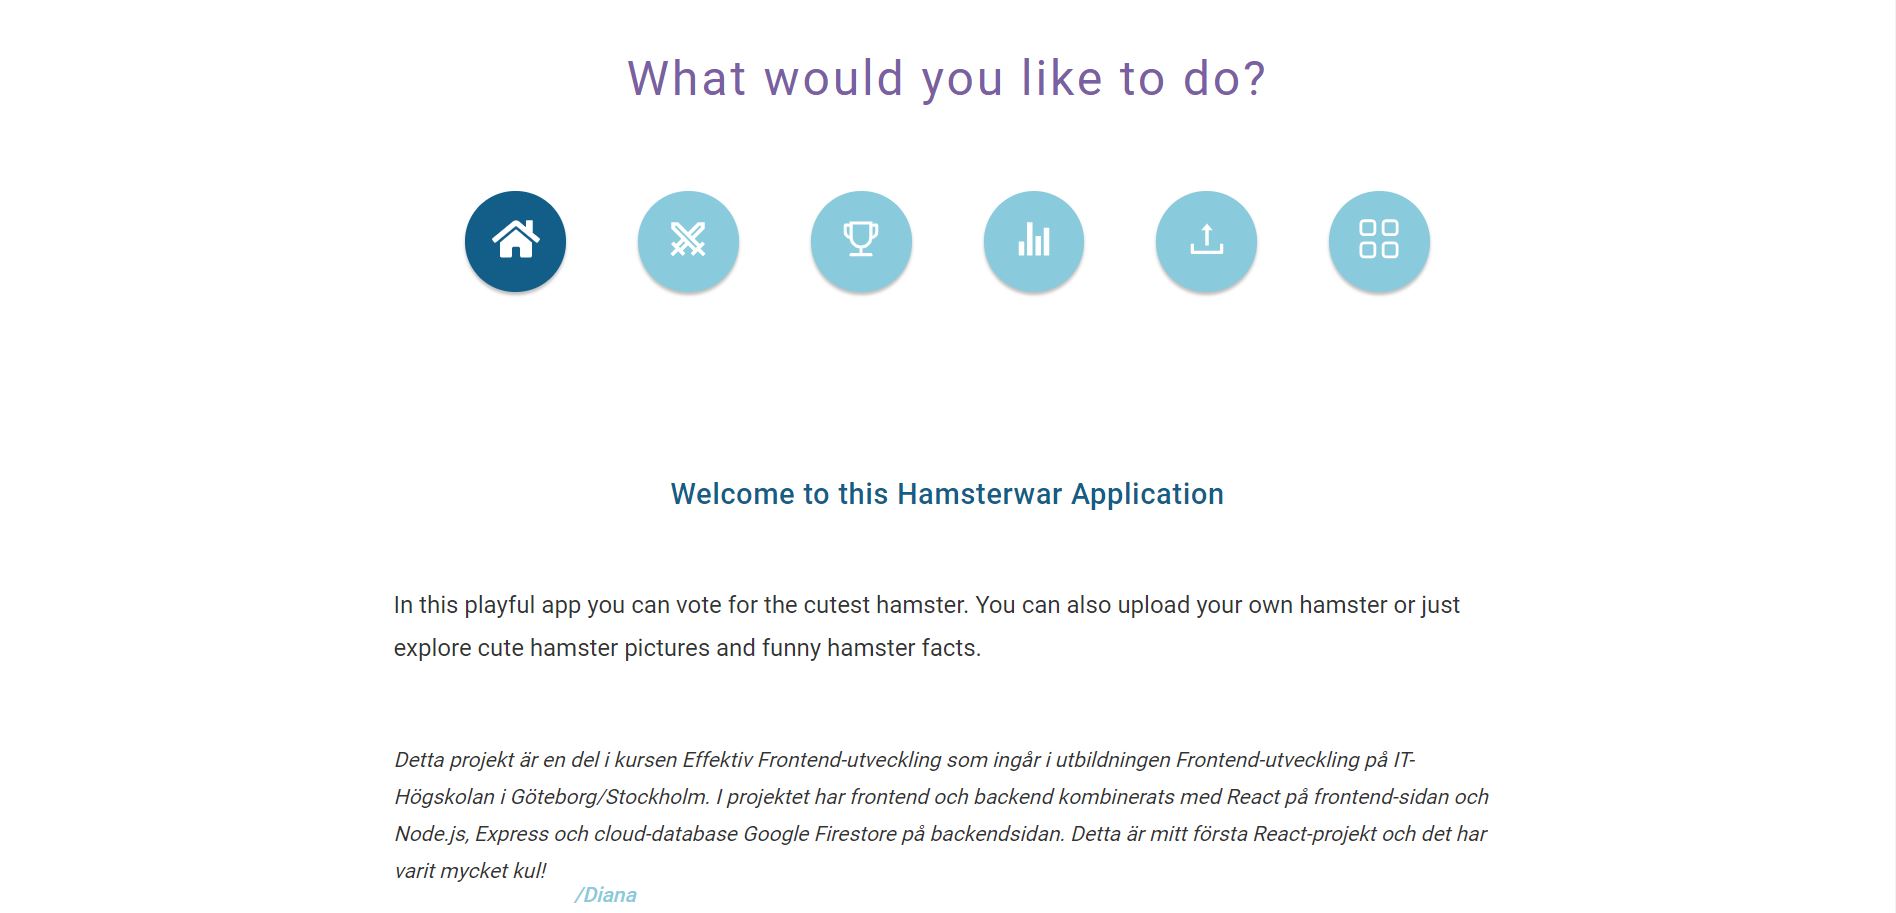 What would you like to do?
Welcome to this Hamsterwar Application
In this playful app you can vote for the cutest hamster. You can also upload your own hamster or just
explore cute hamster pictures and funny hamster facts.
Detta projekt är en del i kursen Effektiv Frontend-utveckling som ingår i utbildningen Frontend-utveckling på IT-
Högskolan i Göteborg/Stockholm. I projektet har frontend och backend kombinerats med React på frontend-sidan och
Node.js, Express och cloud-database Google Firestore på backendsidan. Detta är mitt första React-projekt och det har
varit mycket kul!
/Diana